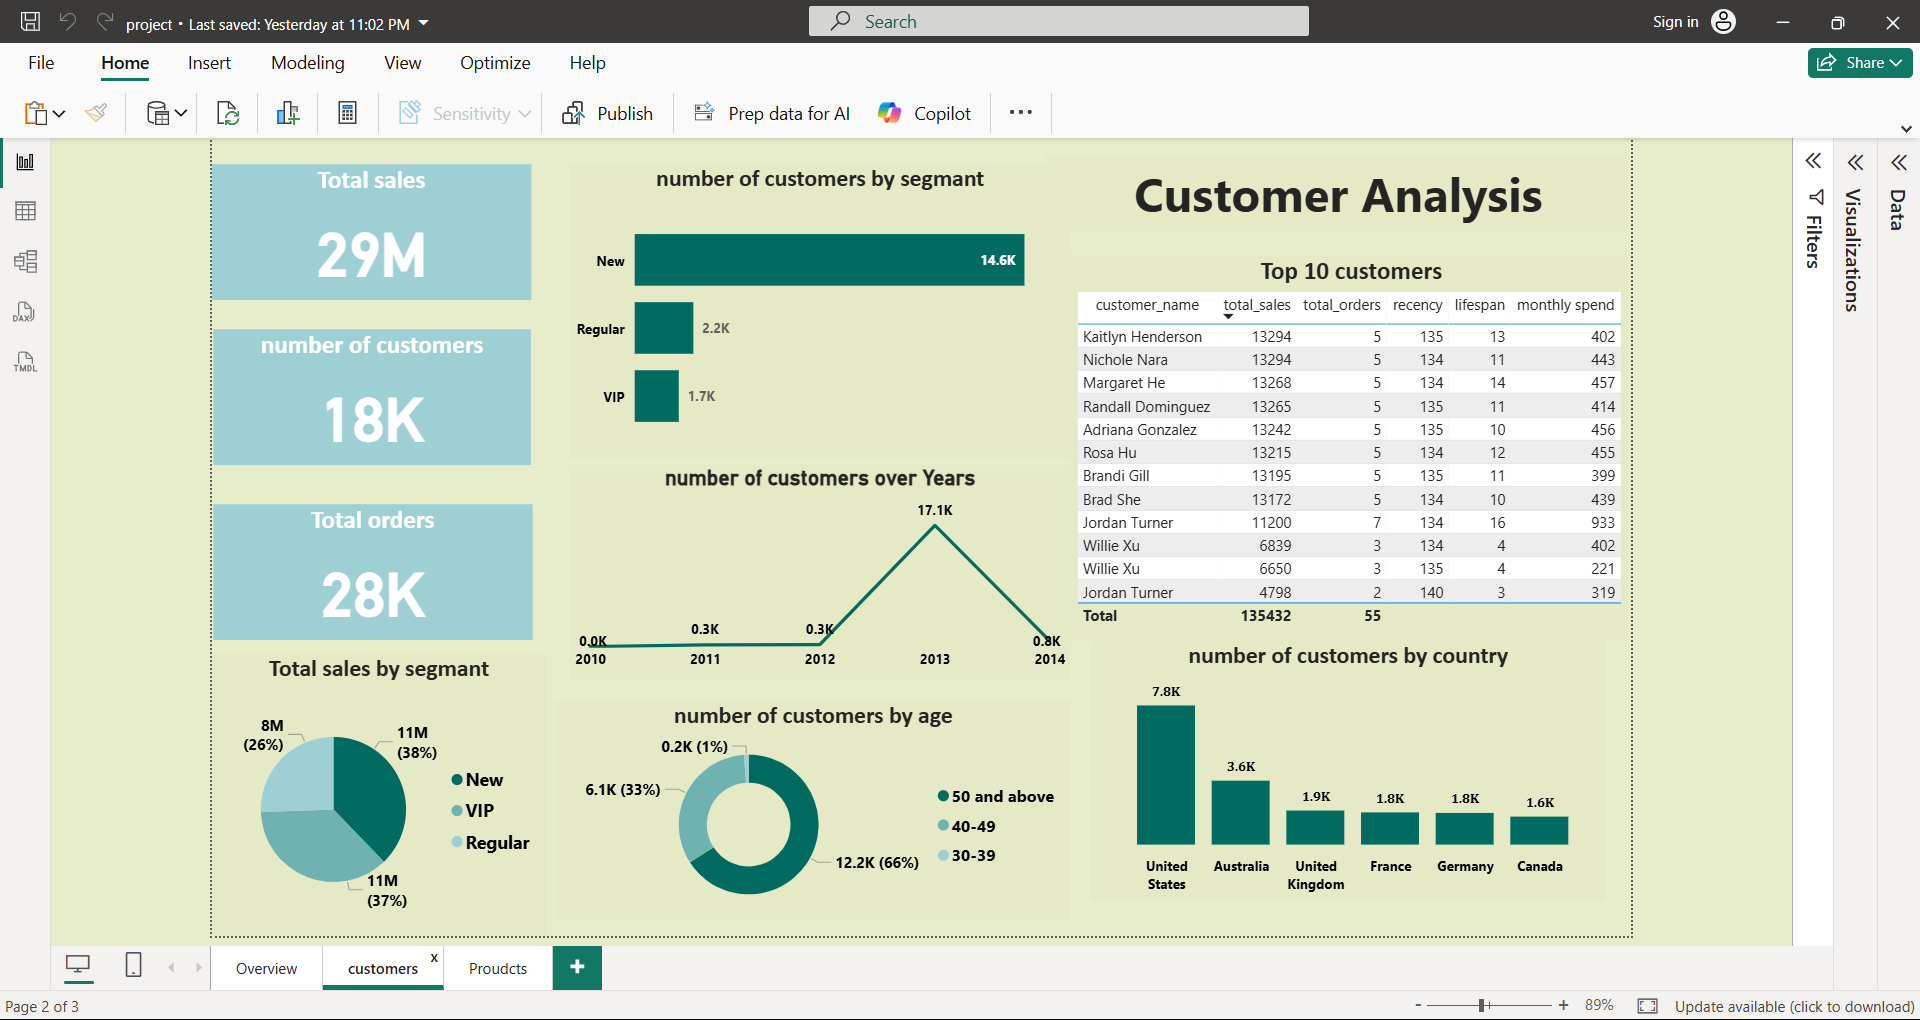 project • Last saved: Yesterday at 11:02 PM
Search
Sign in
File Home Insert Modeling View Optimize Help
Share
Sensitivity
Publish
Prep data for AI
Copilot
DAX
TMDL
Total sales
29M
number of customers
18K
Total orders
28K
Total sales by segmant
8M
(26%)
11M
(38%)
11M
(37%)
New
VIP
Regular
number of customers by segmant
New 14.6K
Regular 2.2K
VIP 1.7K
number of customers over Years
17.1K
0.0K 0.3K 0.3K 0.8K
2010 2011 2012 2013 2014
number of customers by age
0.2K (1%)
6.1K (33%)
12.2K (66%)
50 and above
40-49
30-39
Customer Analysis
Top 10 customers
customer_name total_sales total_orders recency lifespan monthly spend
Kaitlyn Henderson 13294 5 135 13 402
Nichole Nara 13294 5 134 11 443
Margaret He 13268 5 134 14 457
Randall Dominguez 13265 5 135 11 414
Adriana Gonzalez 13242 5 135 10 456
Rosa Hu 13215 5 134 12 455
Brandi Gill 13195 5 135 11 399
Brad She 13172 5 134 10 439
Jordan Turner 11200 7 134 16 933
Willie Xu 6839 3 134 4 402
Willie Xu 6650 3 135 4 221
Jordan Turner 4798 2 140 3 319
Total 135432 55
number of customers by country
7.8K
3.6K
1.9K 1.8K 1.8K 1.6K
United Australia United France Germany Canada
States Kingdom
Filters
Visualizations
Data
Overview customers x Proudcts +
Page 2 of 3
- + 89%
Update available (click to download)